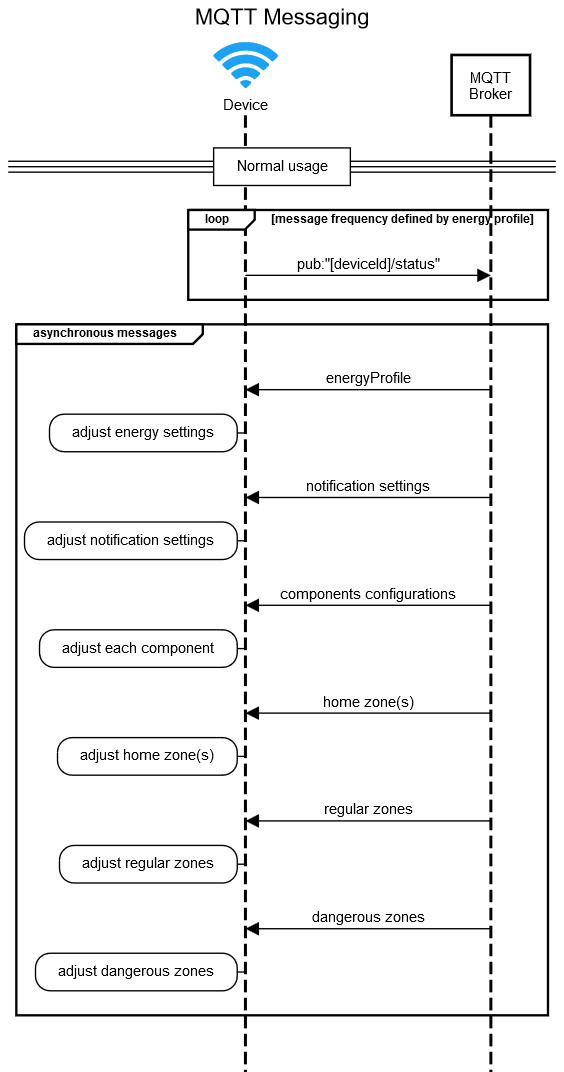 MQTT Messaging
Device
MQTT
Broker
Normal usage
loop
[message frequency defined by energy profile]
pub:"[deviceId]/status"
asynchronous messages
energyProfile
adjust energy settings
notification settings
adjust notification settings
components configurations
adjust each component
home zone(s)
adjust home zone(s)
regular zones
adjust regular zones
dangerous zones
adjust dangerous zones